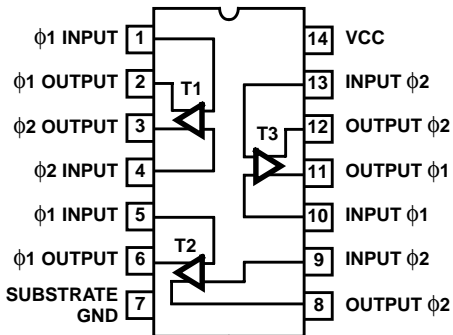 ϕ1 INPUT 1
ϕ1 OUTPUT 2
ϕ2 OUTPUT 3
ϕ2 INPUT 4
ϕ1 INPUT 5
ϕ1 OUTPUT 6
SUBSTRATE
GND 7
T1
T2
T3
14 VCC
13 INPUT ϕ2
12 OUTPUT ϕ2
11 OUTPUT ϕ1
10 INPUT ϕ1
9 INPUT ϕ2
8 OUTPUT ϕ2